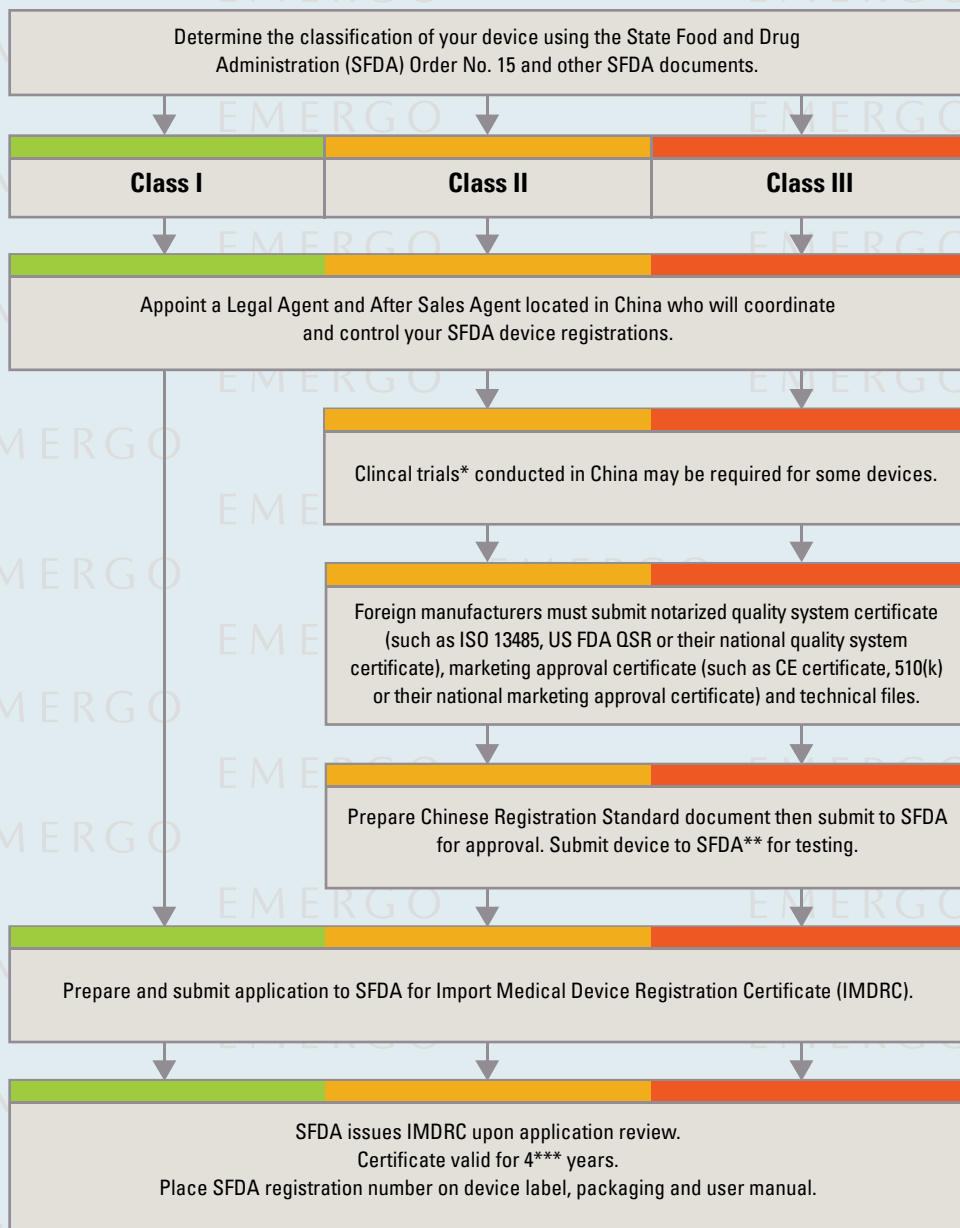 Determine the classification of your device using the State Food and Drug
Administration (SFDA) Order No. 15 and other SFDA documents.
EMERGO
EMERGO
Class I
Class II
Class III
Appoint a Legal Agent and After Sales Agent located in China who will coordinate
and control your SFDA device registrations.
Clincal trials* conducted in China may be required for some devices.
Foreign manufacturers must submit notarized quality system certificate
(such as ISO 13485, US FDA QSR or their national quality system
certificate), marketing approval certificate (such as CE certificate, 510(k)
or their national marketing approval certificate) and technical files.
Prepare Chinese Registration Standard document then submit to SFDA
for approval. Submit device to SFDA** for testing.
Prepare and submit application to SFDA for Import Medical Device Registration Certificate (IMDRC).
SFDA issues IMDRC upon application review.
Certificate valid for 4*** years.
Place SFDA registration number on device label, packaging and user manual.